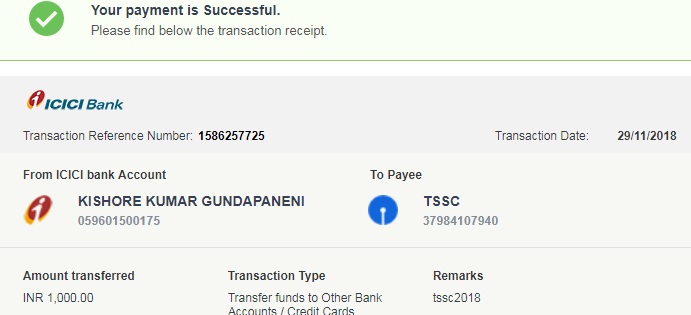 Your payment is Successful.
Please find below the transaction receipt.
ICICI Bank
Transaction Reference Number: 1586257725 Transaction Date: 29/11/2018
From ICICI bank Account To Payee
KISHORE KUMAR GUNDAPANENI TSSC
059601500175 37984107940
Amount transferred Transaction Type Remarks
INR 1,000.00 Transfer funds to Other Bank tssc2018
Accounts / Credit Cards